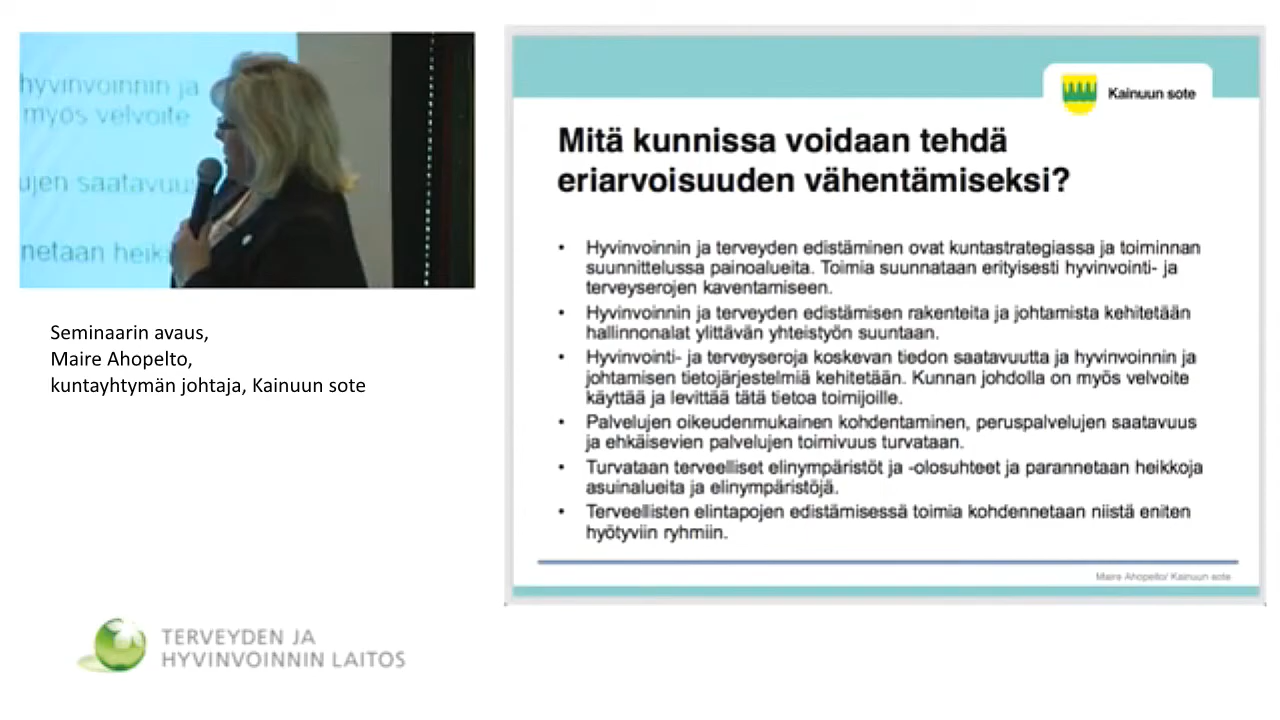 hyvinvoinnin ja
myös velvoite
ujen saatavuus
netaan heik
Seminaarin avaus,
Maire Ahopelto,
kuntayhtymän johtaja, Kainuun sote
TERVEYDEN JA
HYVINVOINNIN LAITOS
Kainuun sote
Mitä kunnissa voidaan tehdä
eriarvoisuuden vähentämiseksi?
• Hyvinvoinnin ja terveyden edistäminen ovat kuntastrategiassa ja toiminnan
suunnittelussa painoalueita. Toimia suunnataan erityisesti hyvinvointi- ja
terveyserojen kaventamiseen.
• Hyvinvoinnin ja terveyden edistämisen rakenteita ja johtamista kehitetään
hallinnonalat ylittävän yhteistyön suuntaan.
• Hyvinvointi- ja terveyseroja koskevan tiedon saatavuutta ja hyvinvoinnin ja
johtamisen tietojärjestelmiä kehitetään. Kunnan johdolla on myös velvoite
käyttää ja levittää tätä tietoa toimijoille.
• Palvelujen oikeudenmukainen kohdentaminen, peruspalvelujen saatavuus
ja ehkäisevien palvelujen toimivuus turvataan.
• Turvataan terveelliset elinympäristöt ja -olosuhteet ja parannetaan heikkoja
asuinalueita ja elinympäristöjä.
• Terveellisten elintapojen edistämisessä toimia kohdennetaan niistä eniten
hyötyviin ryhmiin.
Maire Ahopelto/ Kainuun sote